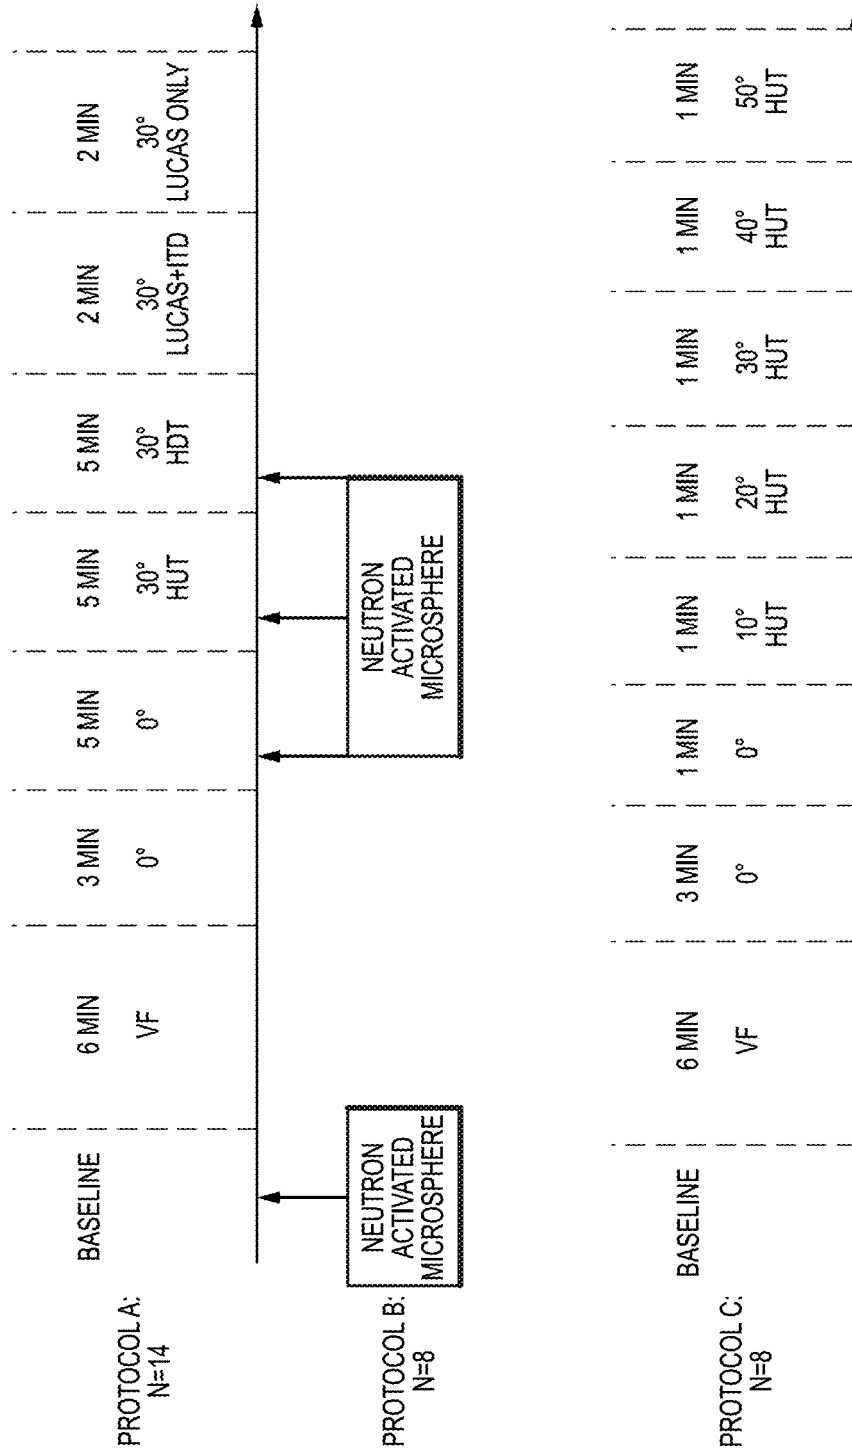 PROTOCOL A:
N=14
BASELINE
6 MIN
VF
3 MIN
0°
5 MIN
0°
5 MIN
30°
HUT
5 MIN
30°
HDT
2 MIN
30°
LUCAS+ITD
2 MIN
30°
LUCAS ONLY
PROTOCOL B:
N=8
NEUTRON
ACTIVATED
MICROSPHERE
NEUTRON
ACTIVATED
MICROSPHERE
PROTOCOL C:
N=8
BASELINE
6 MIN
VF
3 MIN
0°
1 MIN
0°
1 MIN
10°
HUT
1 MIN
20°
HUT
1 MIN
30°
HUT
1 MIN
40°
HUT
1 MIN
50°
HUT